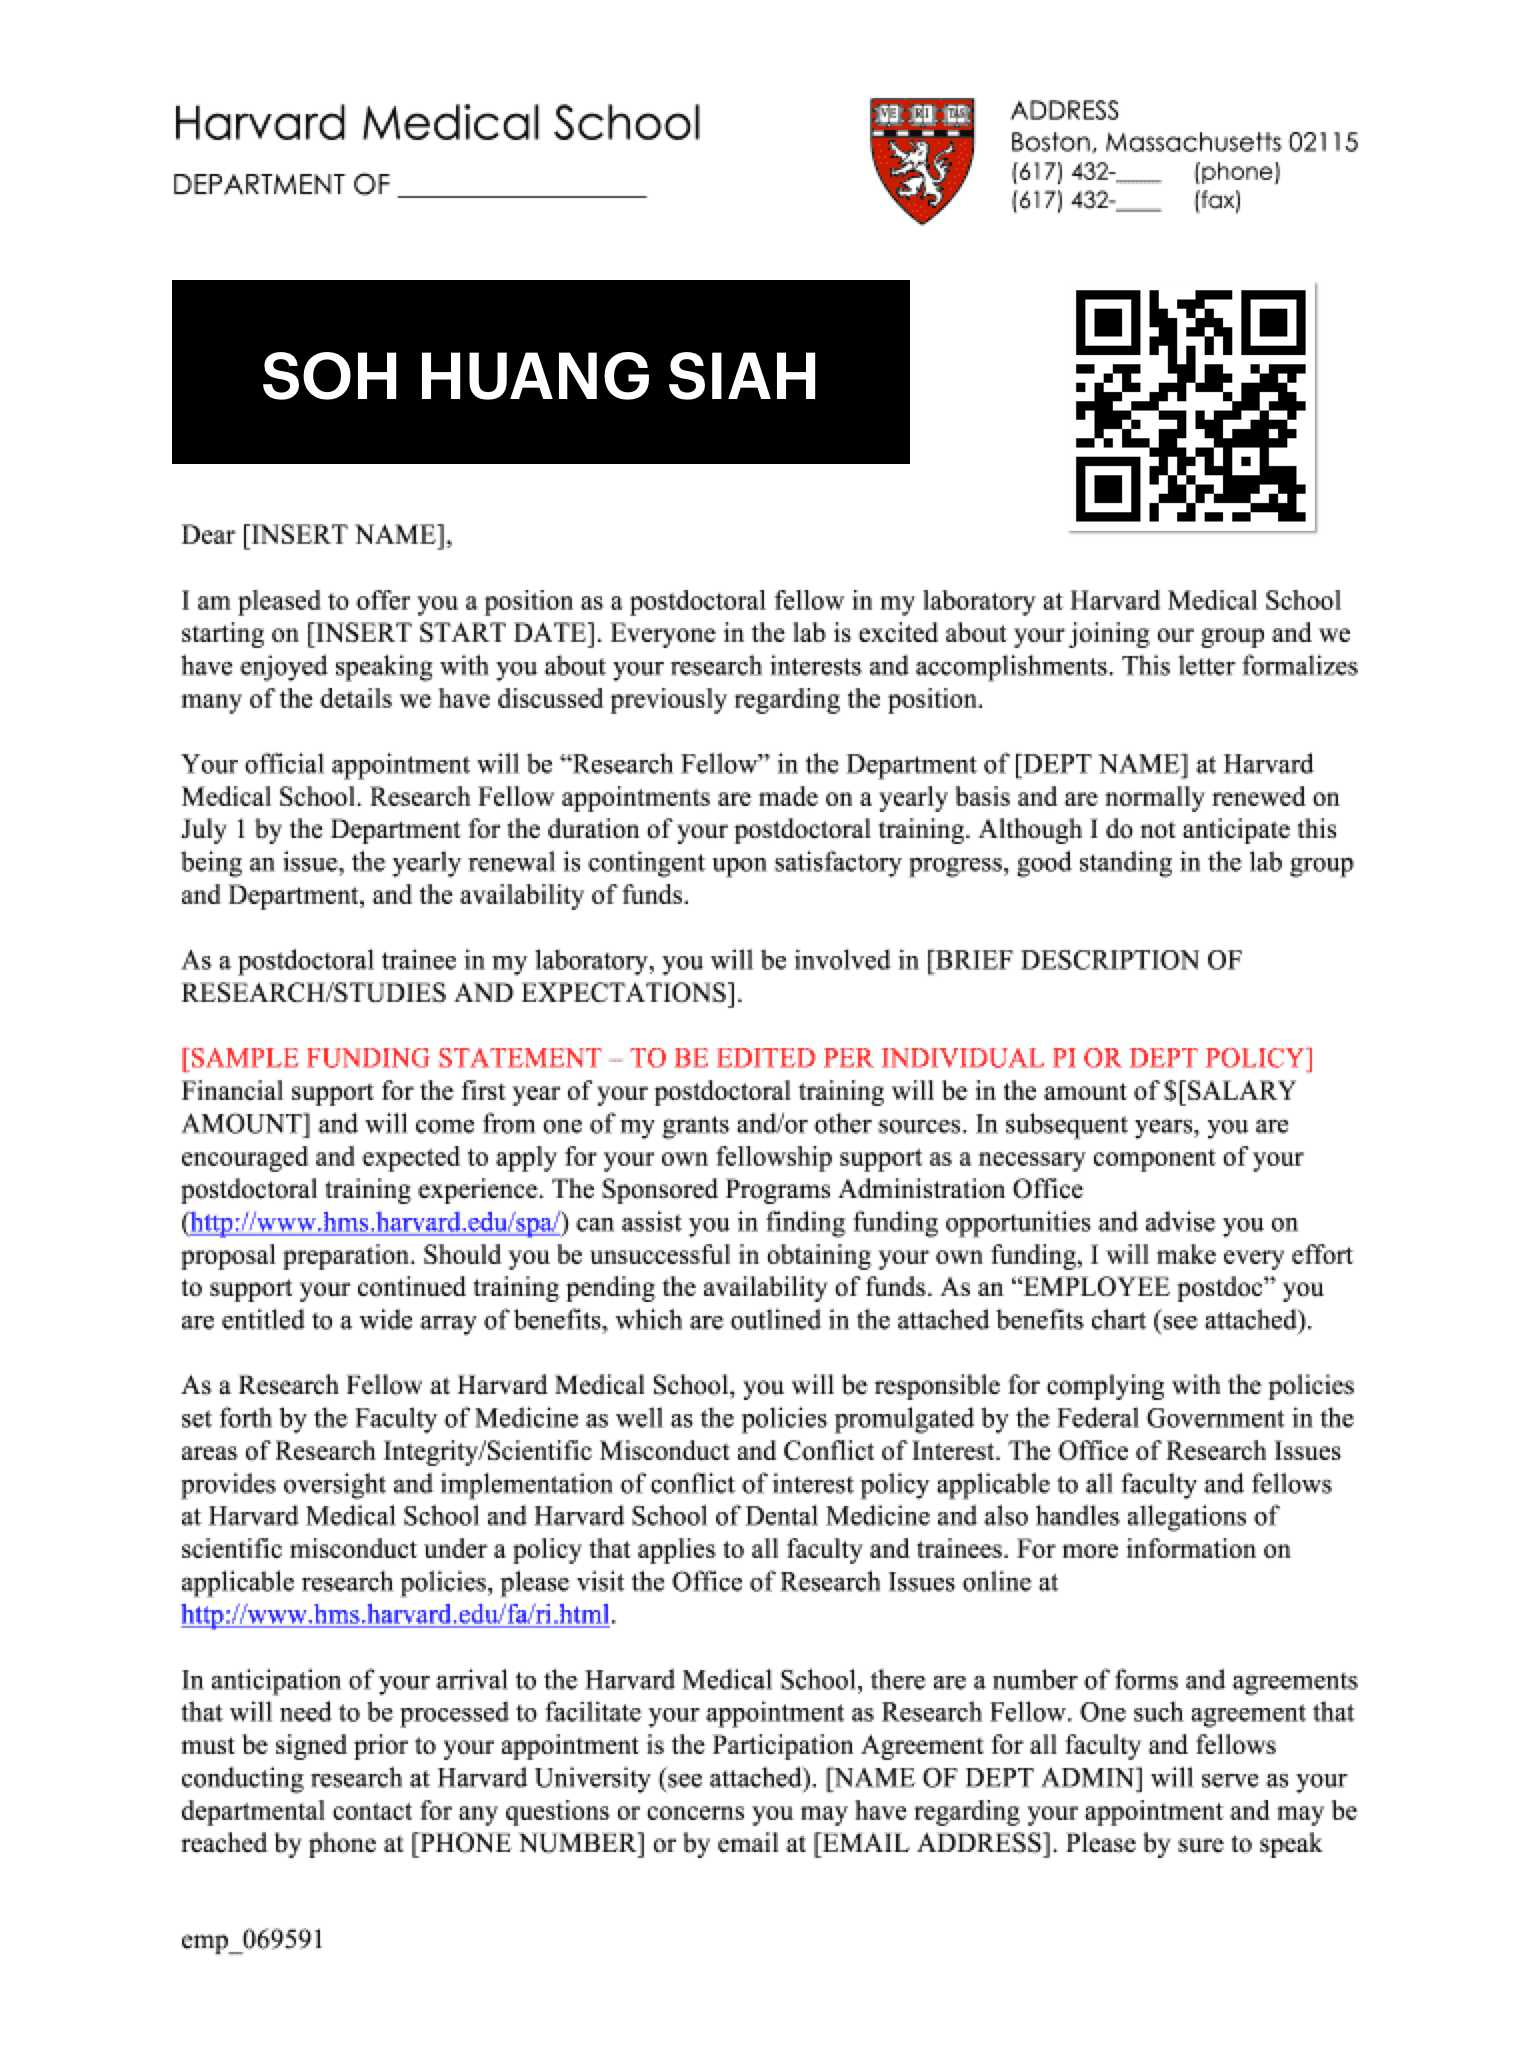 Harvard Medical School
DEPARTMENT OF ____________________
VE RI TAS
ADDRESS
Boston, Massachusetts 02115
(617) 432-____ (phone)
(617) 432-____ (fax)
SOH HUANG SIAH
Dear [INSERT NAME],
I am pleased to offer you a position as a postdoctoral fellow in my laboratory at Harvard Medical School
starting on [INSERT START DATE]. Everyone in the lab is excited about your joining our group and we
have enjoyed speaking with you about your research interests and accomplishments. This letter formalizes
many of the details we have discussed previously regarding the position.
Your official appointment will be “Research Fellow” in the Department of [DEPT NAME] at Harvard
Medical School. Research Fellow appointments are made on a yearly basis and are normally renewed on
July 1 by the Department for the duration of your postdoctoral training. Although I do not anticipate this
being an issue, the yearly renewal is contingent upon satisfactory progress, good standing in the lab group
and Department, and the availability of funds.
As a postdoctoral trainee in my laboratory, you will be involved in [BRIEF DESCRIPTION OF
RESEARCH/STUDIES AND EXPECTATIONS].
[SAMPLE FUNDING STATEMENT – TO BE EDITED PER INDIVIDUAL PI OR DEPT POLICY]
Financial support for the first year of your postdoctoral training will be in the amount of $[SALARY
AMOUNT] and will come from one of my grants and/or other sources. In subsequent years, you are
encouraged and expected to apply for your own fellowship support as a necessary component of your
postdoctoral training experience. The Sponsored Programs Administration Office
(http://www.hms.harvard.edu/spa/) can assist you in finding funding opportunities and advise you on
proposal preparation. Should you be unsuccessful in obtaining your own funding, I will make every effort
to support your continued training pending the availability of funds. As an “EMPLOYEE postdoc” you
are entitled to a wide array of benefits, which are outlined in the attached benefits chart (see attached).
As a Research Fellow at Harvard Medical School, you will be responsible for complying with the policies
set forth by the Faculty of Medicine as well as the policies promulgated by the Federal Government in the
areas of Research Integrity/Scientific Misconduct and Conflict of Interest. The Office of Research Issues
provides oversight and implementation of conflict of interest policy applicable to all faculty and fellows
at Harvard Medical School and Harvard School of Dental Medicine and also handles allegations of
scientific misconduct under a policy that applies to all faculty and trainees. For more information on
applicable research policies, please visit the Office of Research Issues online at
http://www.hms.harvard.edu/fa/ri.html.
In anticipation of your arrival to the Harvard Medical School, there are a number of forms and agreements
that will need to be processed to facilitate your appointment as Research Fellow. One such agreement that
must be signed prior to your appointment is the Participation Agreement for all faculty and fellows
conducting research at Harvard University (see attached). [NAME OF DEPT ADMIN] will serve as your
departmental contact for any questions or concerns you may have regarding your appointment and may be
reached by phone at [PHONE NUMBER] or by email at [EMAIL ADDRESS]. Please by sure to speak
emp_069591